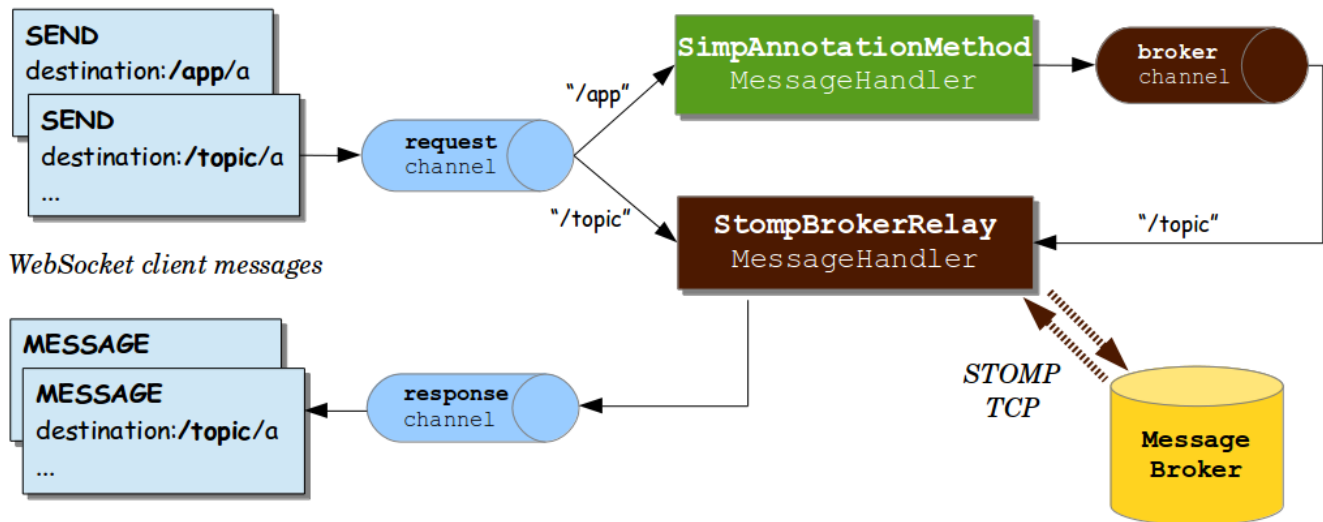 SEND
destination:/app/a
SEND
destination:/topic/a
...
WebSocket client messages
request
channel
"/app"
"/topic"
SimpAnnotationMethod
MessageHandler
broker
channel
StompBrokerRelay
MessageHandler
"/topic"
MESSAGE
MESSAGE
destination:/topic/a
...
response
channel
STOMP
TCP
Message
Broker